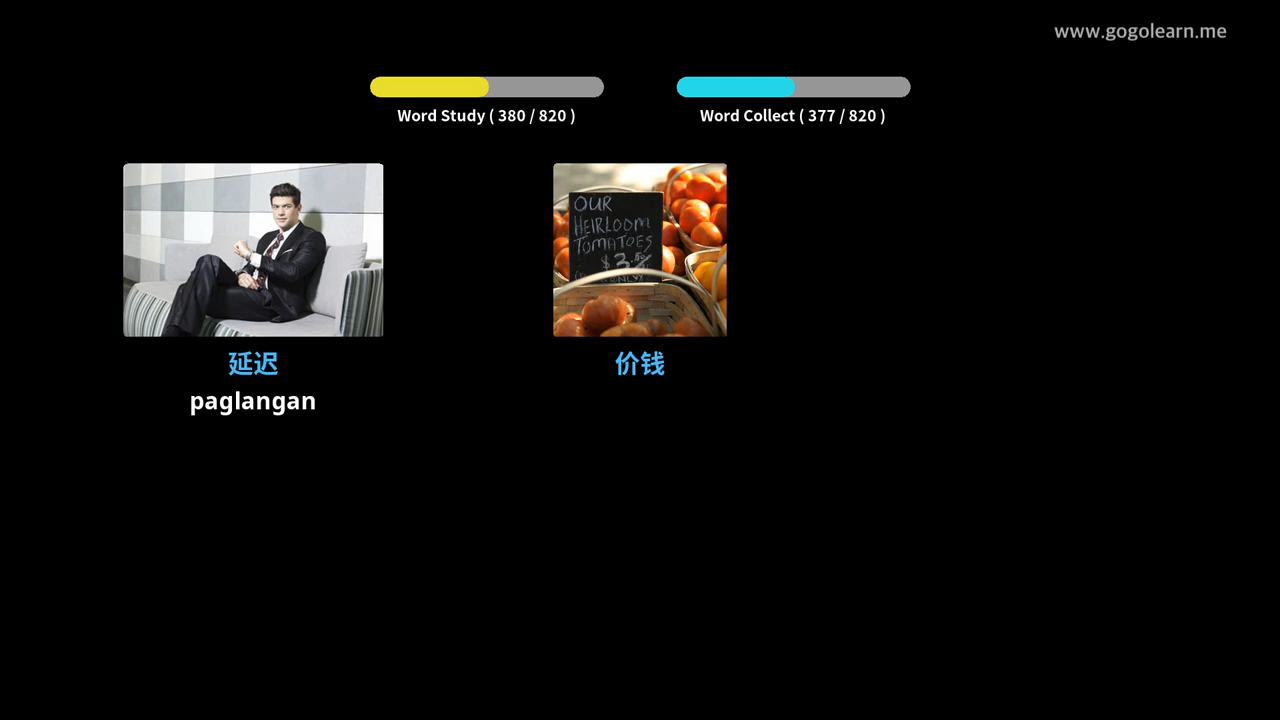 www.gogolearn.me
Word Study ( 380 / 820 )
Word Collect ( 377 / 820 )
OUR
HEIRLOOM
TOMATOES
延迟
价钱
paglangan